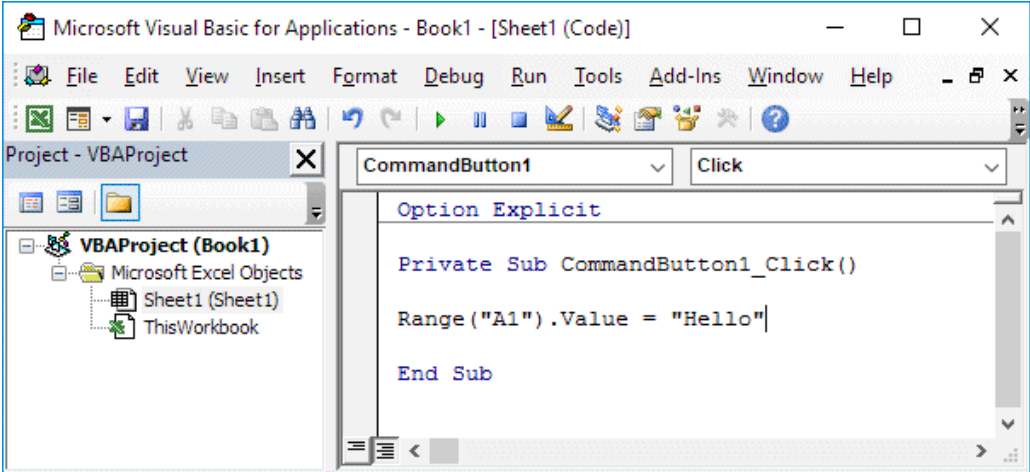 Microsoft Visual Basic for Applications - Book1 - [Sheet1 (Code)]
File Edit View Insert Format Debug Run Tools Add-Ins Window Help
Project - VBAProject
CommandButton1 Click
VBAProject (Book1)
Microsoft Excel Objects
Sheet1 (Sheet1)
ThisWorkbook
Option Explicit
Private Sub CommandButton1_Click()
Range("A1").Value = "Hello"
End Sub